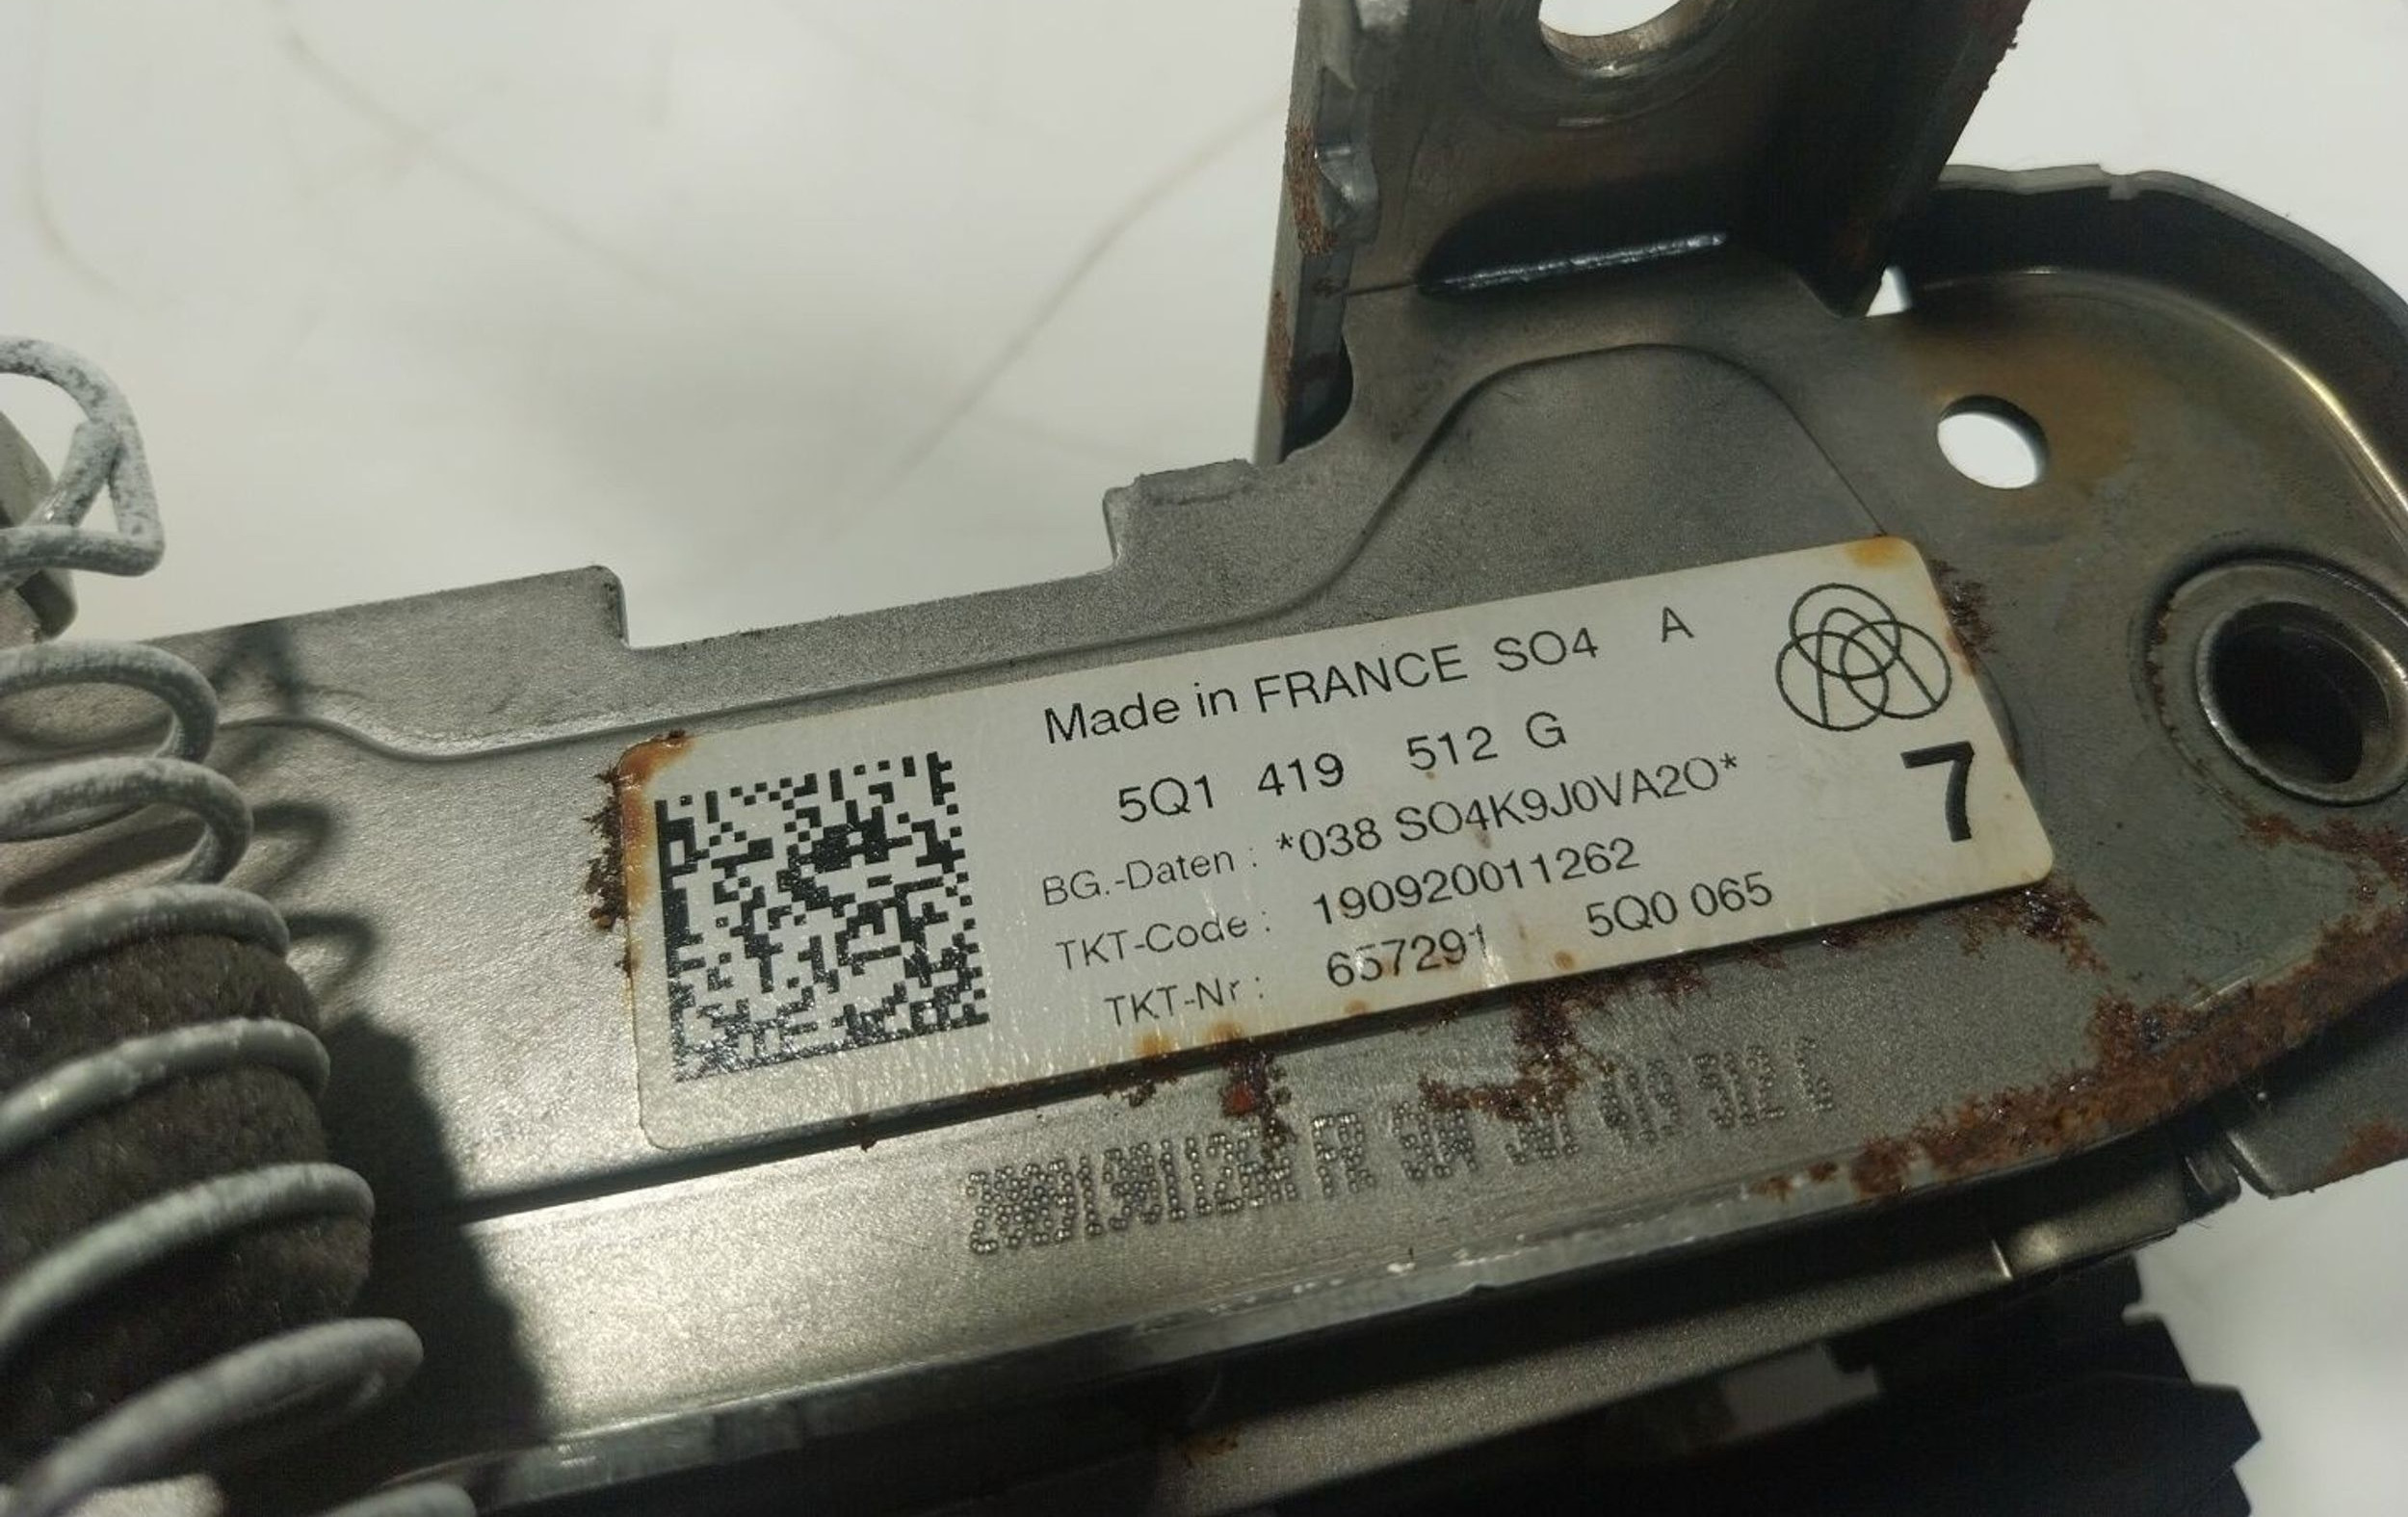 Made in FRANCE SO4 A
5Q1 419 512 G
7
BG.-Daten : *038 SO4K9J0VA2O*
TKT-Code : 190920011262
TKT-Nr : 657291 5Q0 065